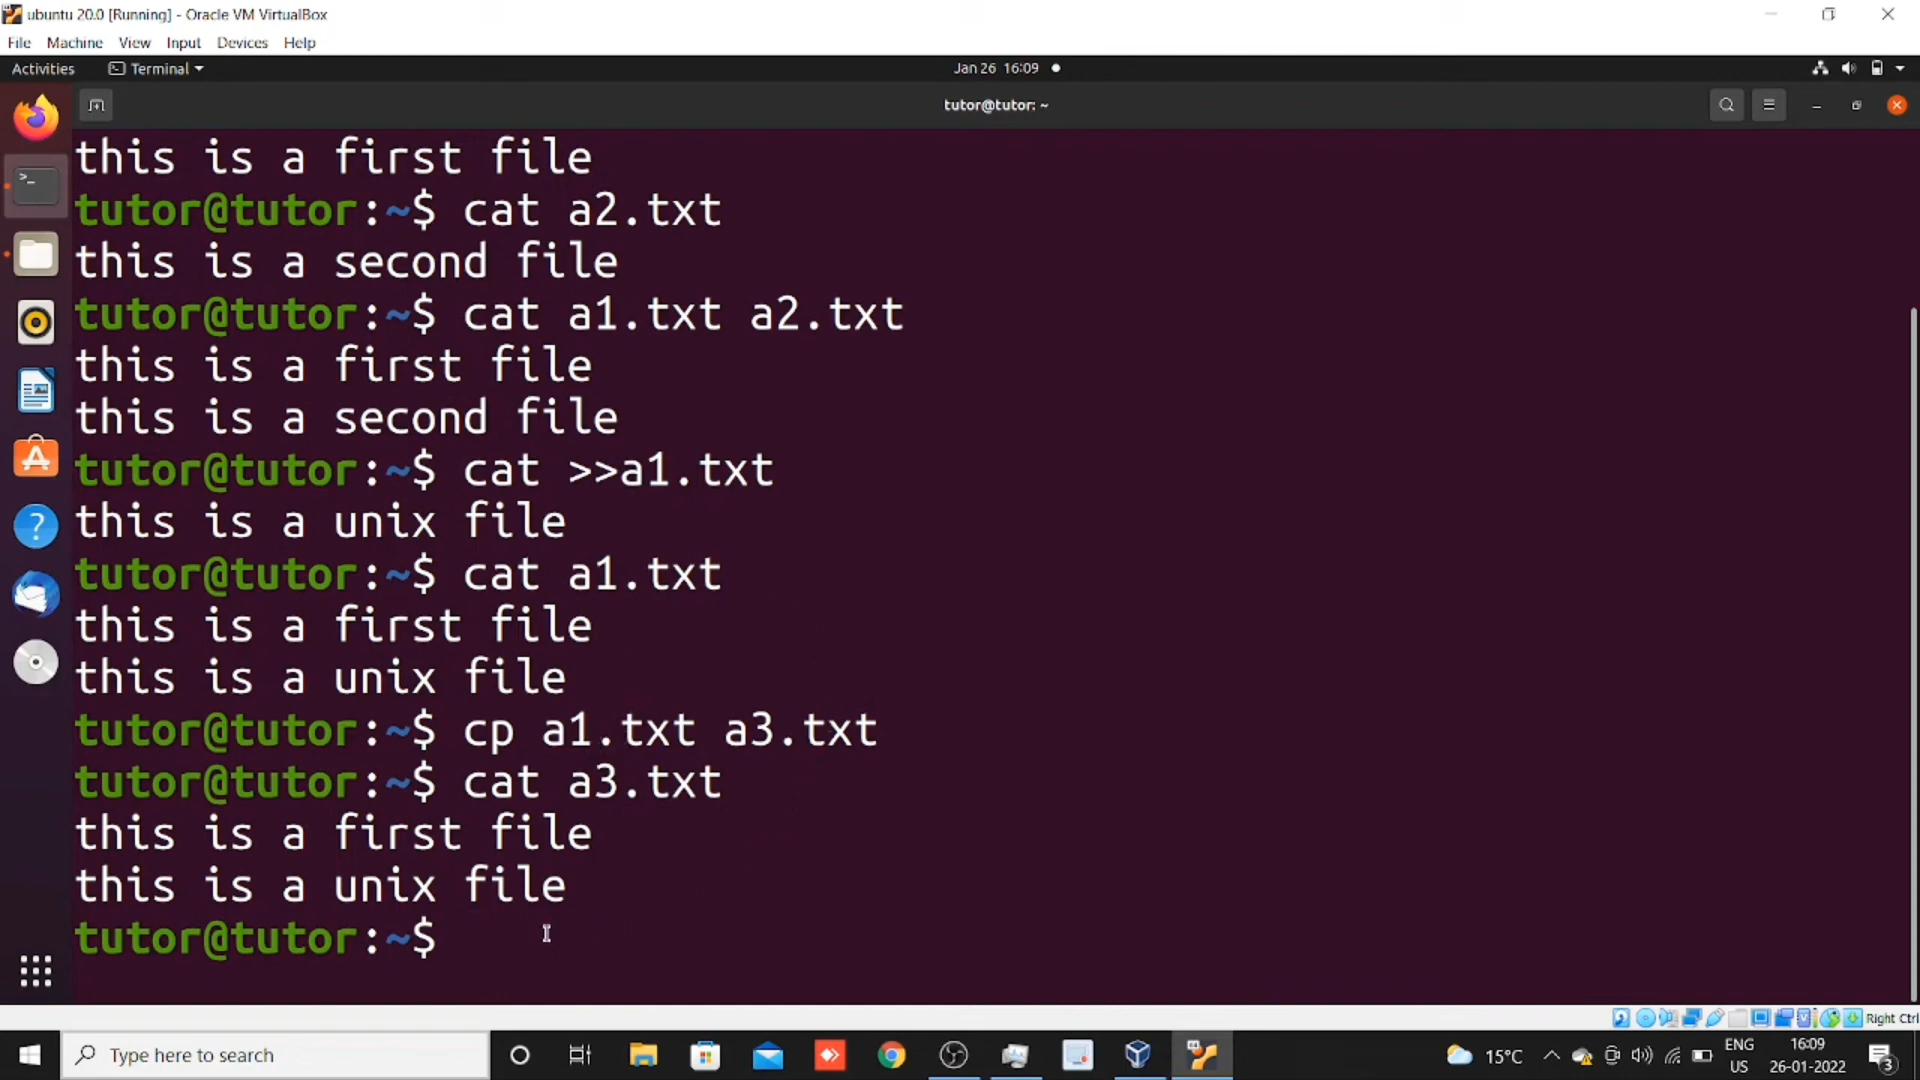 ubuntu 20.0 [Running] - Oracle VM VirtualBox
File Machine View Input Devices Help
Activities Terminal Jan 26 16:09
tutor@tutor: ~
this is a first file
tutor@tutor:~$ cat a2.txt
this is a second file
tutor@tutor:~$ cat a1.txt a2.txt
this is a first file
this is a second file
tutor@tutor:~$ cat >>a1.txt
this is a unix file
tutor@tutor:~$ cat a1.txt
this is a first file
this is a unix file
tutor@tutor:~$ cp a1.txt a3.txt
tutor@tutor:~$ cat a3.txt
this is a first file
this is a unix file
tutor@tutor:~$
Right Ctrl
Type here to search
15°C
ENG
US
16:09
26-01-2022
3